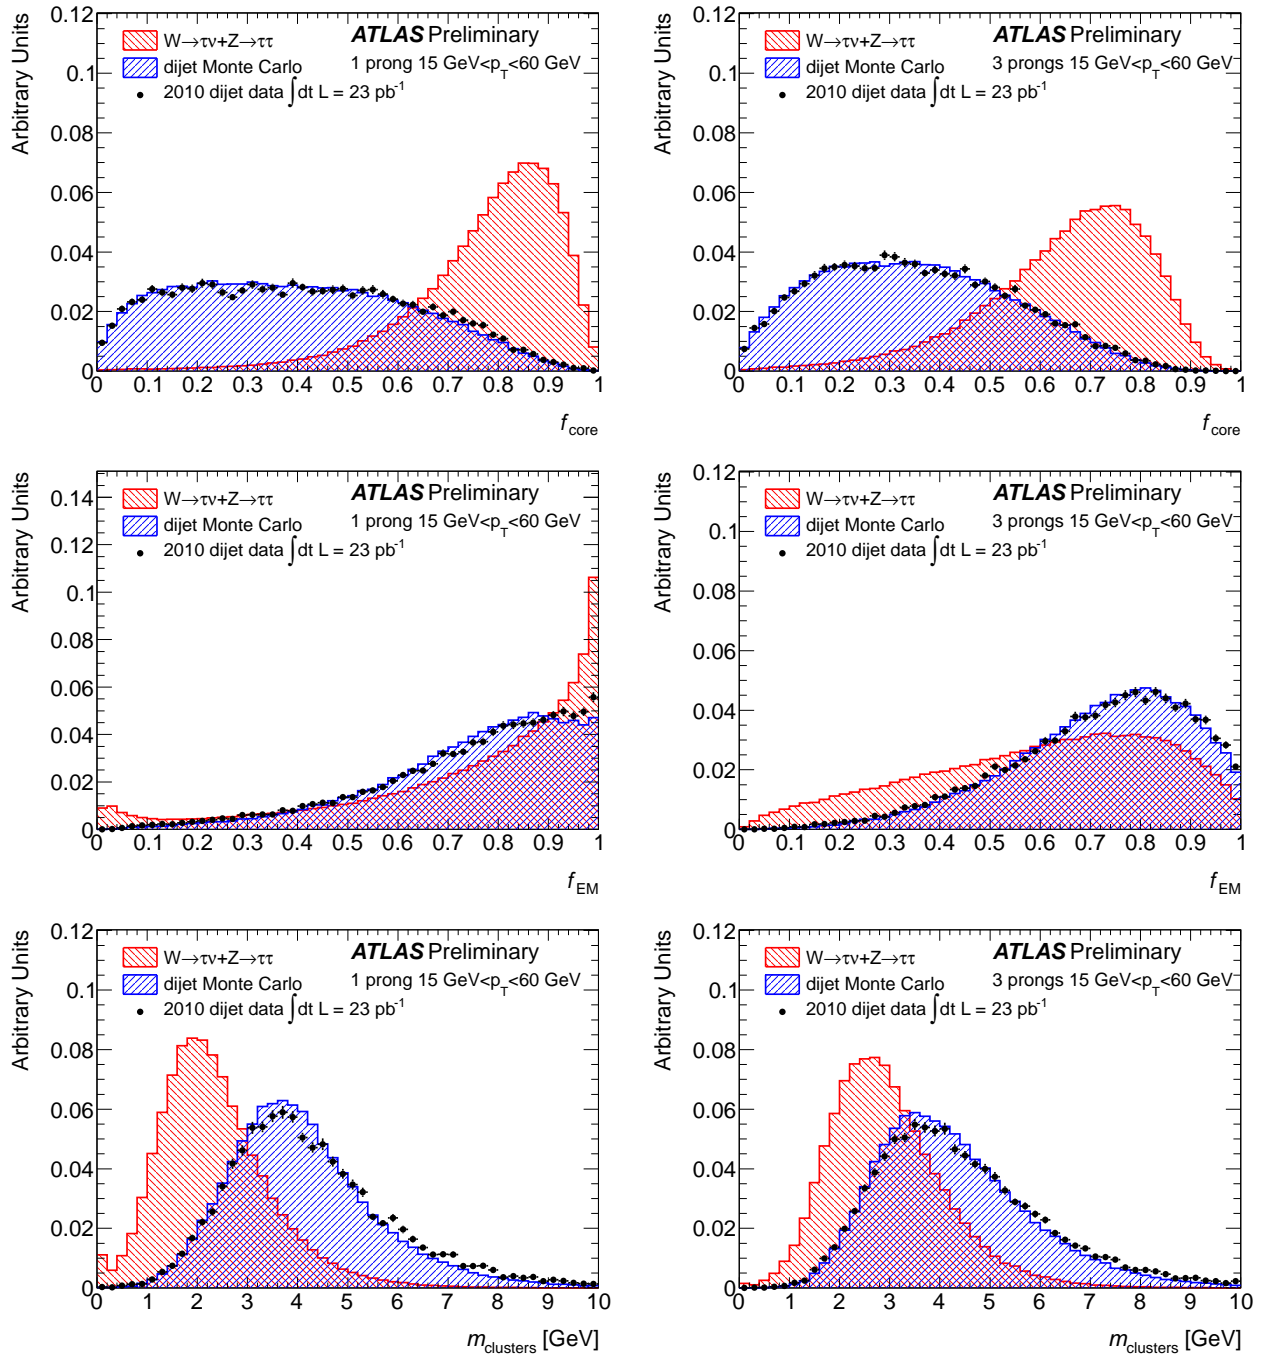 Arbitrary Units
0.12
0.1
0.08
0.06
0.04
0.02
0
W→τν+Z→ττ
dijet Monte Carlo
2010 dijet data ∫dt L = 23 pb⁻¹
ATLAS Preliminary
1 prong 15 GeV<p_T<60 GeV
0 0.1 0.2 0.3 0.4 0.5 0.6 0.7 0.8 0.9 1
f_core
Arbitrary Units
0.12
0.1
0.08
0.06
0.04
0.02
0
W→τν+Z→ττ
dijet Monte Carlo
2010 dijet data ∫dt L = 23 pb⁻¹
ATLAS Preliminary
3 prongs 15 GeV<p_T<60 GeV
0 0.1 0.2 0.3 0.4 0.5 0.6 0.7 0.8 0.9 1
f_core
Arbitrary Units
0.14
0.12
0.1
0.08
0.06
0.04
0.02
0
W→τν+Z→ττ
dijet Monte Carlo
2010 dijet data ∫dt L = 23 pb⁻¹
ATLAS Preliminary
1 prong 15 GeV<p_T<60 GeV
0 0.1 0.2 0.3 0.4 0.5 0.6 0.7 0.8 0.9 1
f_EM
Arbitrary Units
0.12
0.1
0.08
0.06
0.04
0.02
0
W→τν+Z→ττ
dijet Monte Carlo
2010 dijet data ∫dt L = 23 pb⁻¹
ATLAS Preliminary
3 prongs 15 GeV<p_T<60 GeV
0 0.1 0.2 0.3 0.4 0.5 0.6 0.7 0.8 0.9 1
f_EM
Arbitrary Units
0.12
0.1
0.08
0.06
0.04
0.02
0
W→τν+Z→ττ
dijet Monte Carlo
2010 dijet data ∫dt L = 23 pb⁻¹
ATLAS Preliminary
1 prong 15 GeV<p_T<60 GeV
0 1 2 3 4 5 6 7 8 9 10
m_clusters [GeV]
Arbitrary Units
0.12
0.1
0.08
0.06
0.04
0.02
0
W→τν+Z→ττ
dijet Monte Carlo
2010 dijet data ∫dt L = 23 pb⁻¹
ATLAS Preliminary
3 prongs 15 GeV<p_T<60 GeV
0 1 2 3 4 5 6 7 8 9 10
m_clusters [GeV]